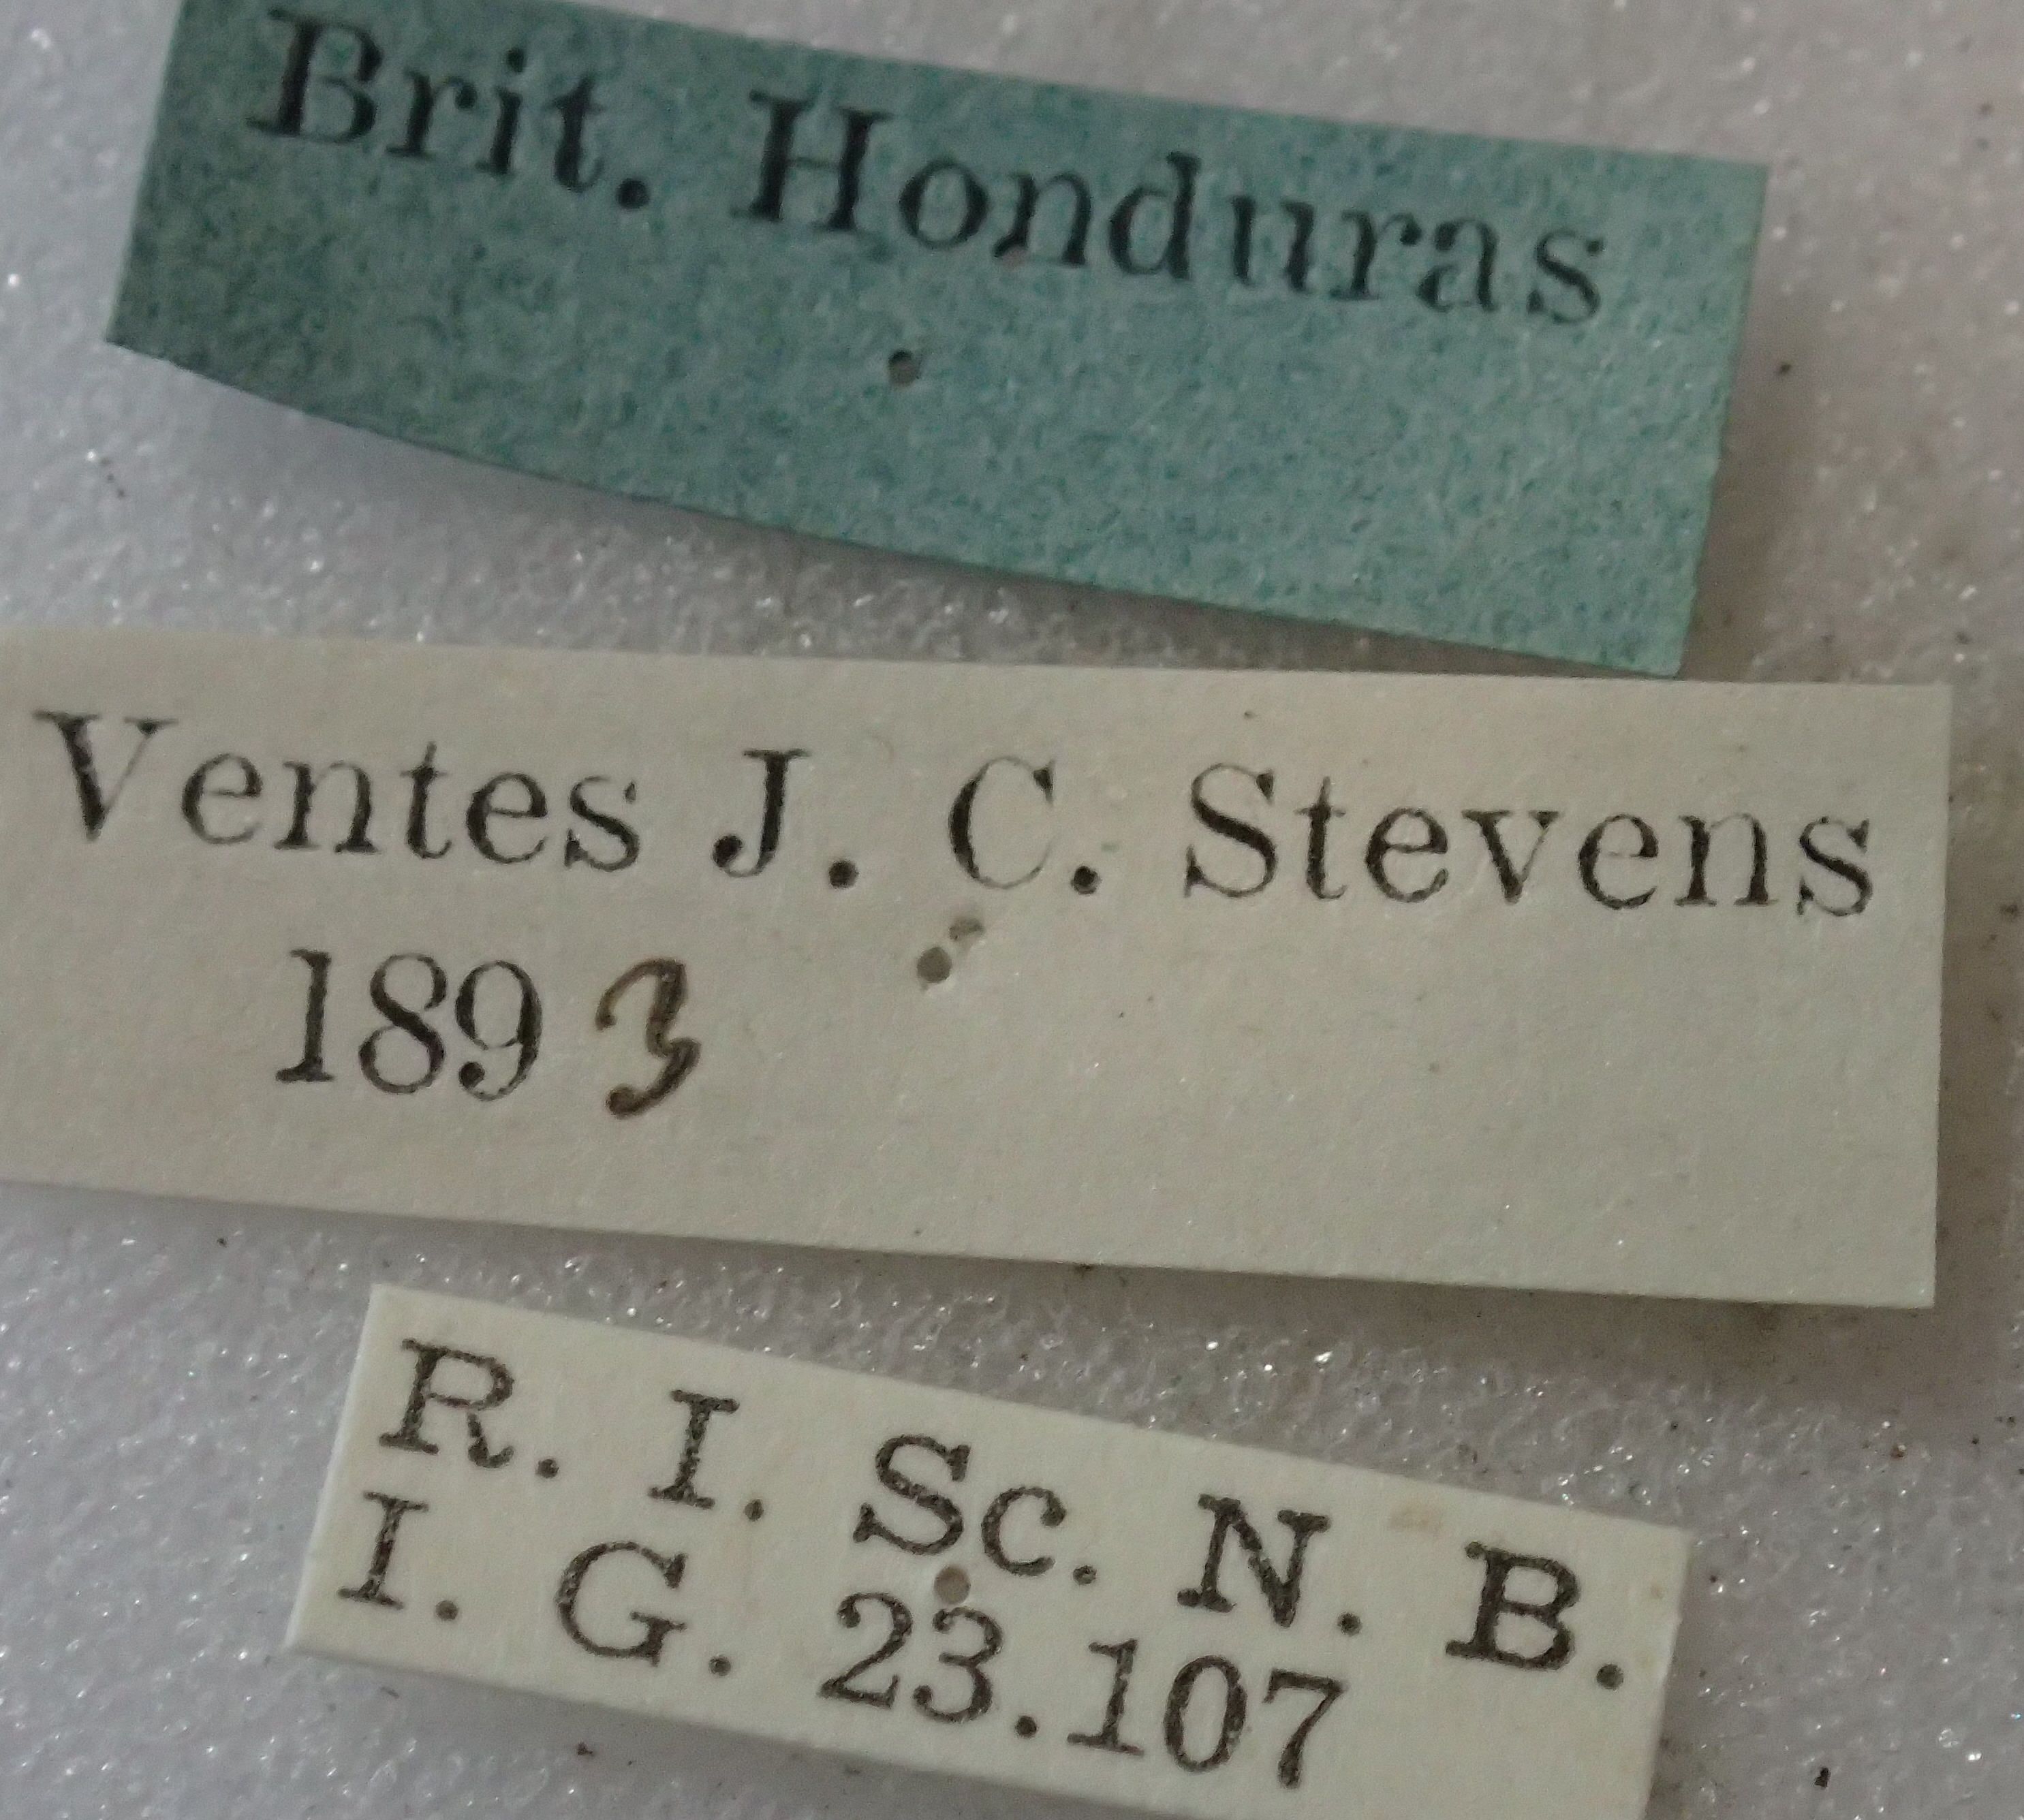 Brit. Honduras
Ventes J. C. Stevens
1893
R. I. Sc. N. B.
I. G. 23.107